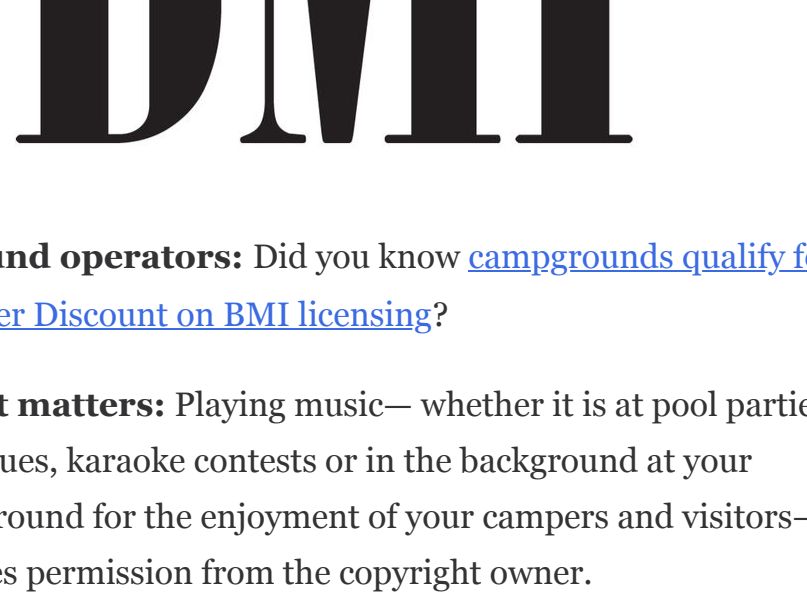 BMI
und operators: Did you know campgrounds qualify f
er Discount on BMI licensing?
t matters: Playing music— whether it is at pool partie
ues, karaoke contests or in the background at your
round for the enjoyment of your campers and visitors—
es permission from the copyright owner.